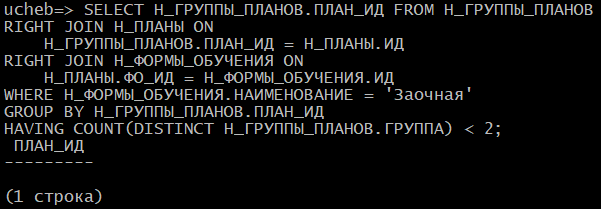 ucheb=> SELECT Н_ГРУППЫ_ПЛАНОВ.ПЛАН_ИД FROM Н_ГРУППЫ_ПЛАНОВ
RIGHT JOIN Н_ПЛАНЫ ON
    Н_ГРУППЫ_ПЛАНОВ.ПЛАН_ИД = Н_ПЛАНЫ.ИД
RIGHT JOIN Н_ФОРМЫ_ОБУЧЕНИЯ ON
    Н_ПЛАНЫ.ФО_ИД = Н_ФОРМЫ_ОБУЧЕНИЯ.ИД
WHERE Н_ФОРМЫ_ОБУЧЕНИЯ.НАИМЕНОВАНИЕ = 'Заочная'
GROUP BY Н_ГРУППЫ_ПЛАНОВ.ПЛАН_ИД
HAVING COUNT(DISTINCT Н_ГРУППЫ_ПЛАНОВ.ГРУППА) < 2;
 ПЛАН_ИД
---------
(1 строка)